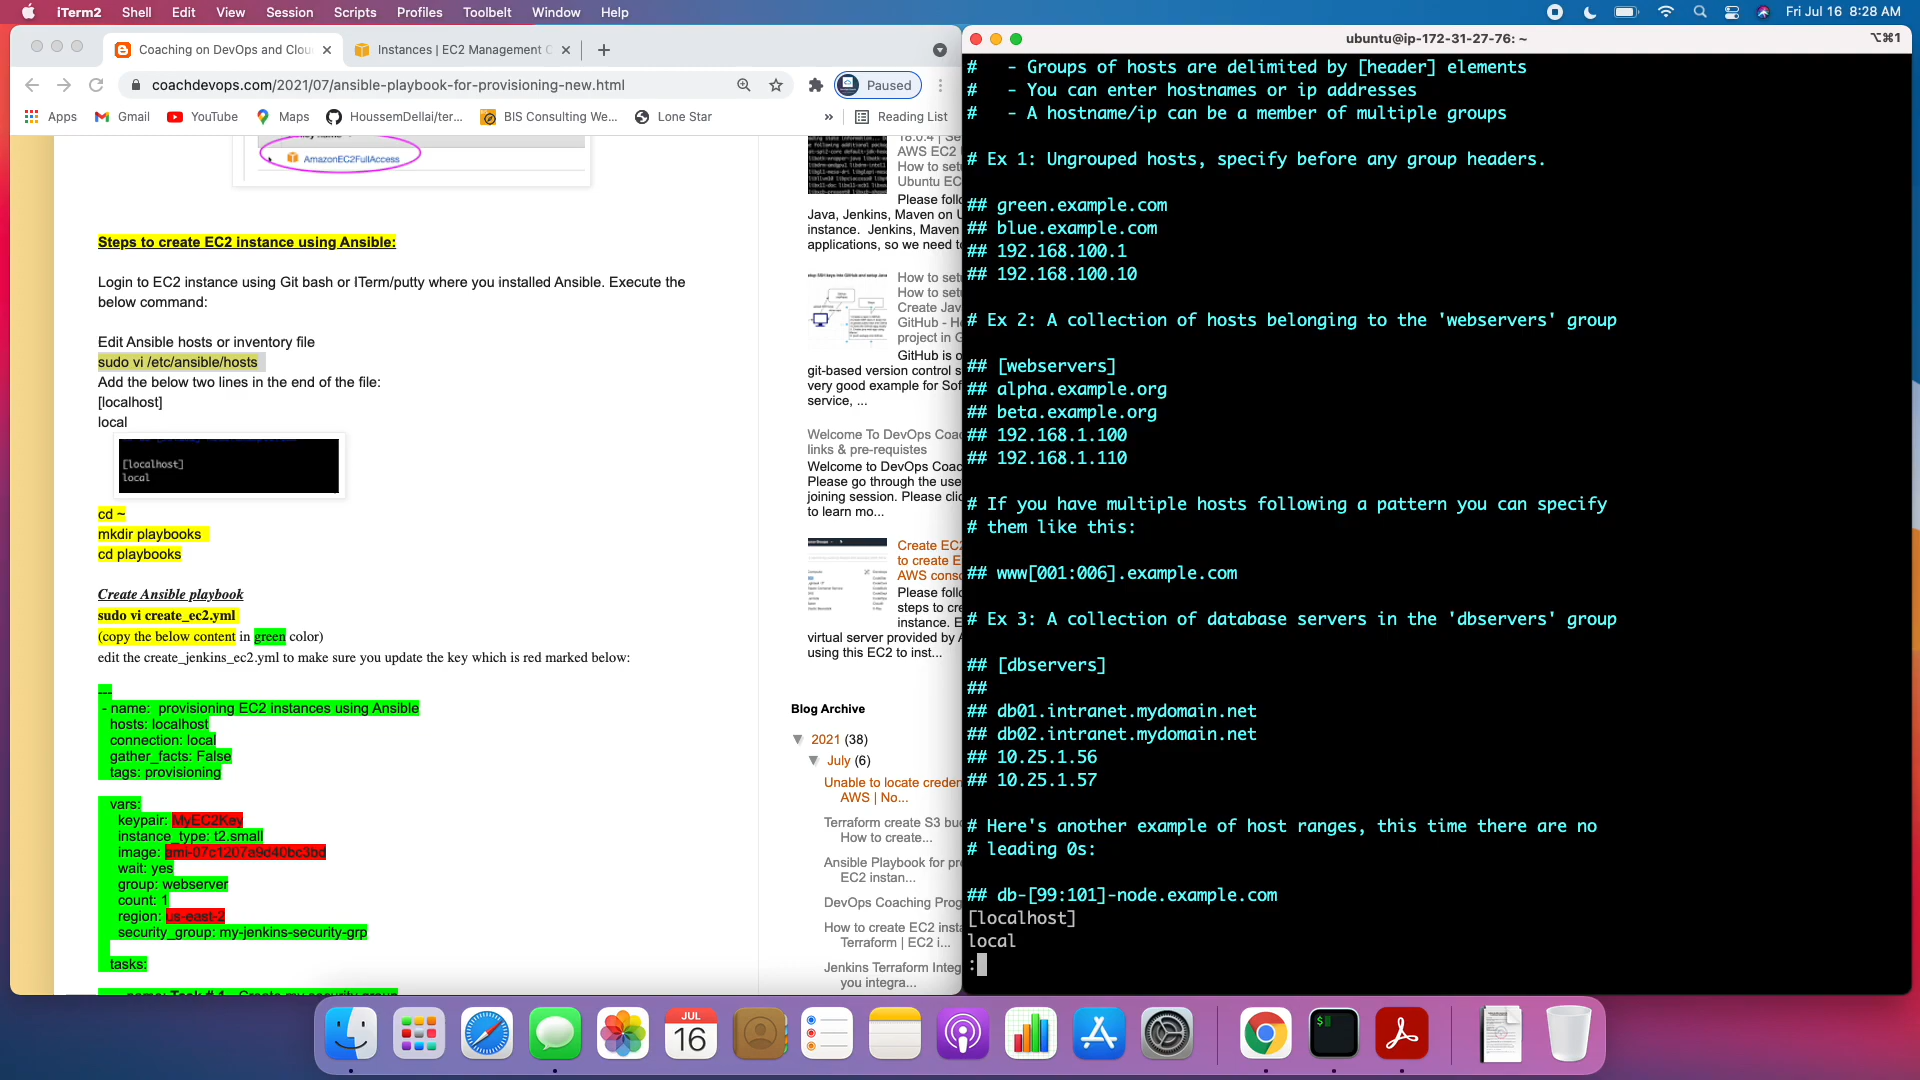 iTerm2 Shell Edit View Session Scripts Profiles Toolbelt Window Help
Fri Jul 16 8:28 AM
Coaching on DevOps and Clou
Instances | EC2 Management C
coachdevops.com/2021/07/ansible-playbook-for-provisioning-new.html
Paused
Apps Gmail YouTube Maps HoussemDellai/ter... BIS Consulting We... Lone Star » Reading List
AmazonEC2FullAccess
Steps to create EC2 instance using Ansible:
Login to EC2 instance using Git bash or ITerm/putty where you installed Ansible. Execute the
below command:
Edit Ansible hosts or inventory file
sudo vi /etc/ansible/hosts
Add the below two lines in the end of the file:
[localhost]
local
[localhost]
local
cd ~
mkdir playbooks
cd playbooks
Create Ansible playbook
sudo vi create_ec2.yml
(copy the below content in green color)
edit the create_jenkins_ec2.yml to make sure you update the key which is red marked below:
---
- name:  provisioning EC2 instances using Ansible
hosts: localhost
connection: local
gather_facts: False
tags: provisioning
vars:
keypair: MyEC2Key
instance_type: t2.small
image: ami-07c1207a9d40bc3bd
wait: yes
group: webserver
count: 1
region: us-east-2
security_group: my-jenkins-security-grp
tasks:
18.0.4 | Se
AWS EC2
How to setu
Ubuntu EC
Please follo
Java, Jenkins, Maven on U
instance.  Jenkins, Maven
applications, so we need to
How to setu
How to setu
Create Java
GitHub - Ho
project in G
GitHub is o
git-based version control s
very good example for Sof
service, ...
Welcome To DevOps Coac
links & pre-requistes
Welcome to DevOps Coac
Please go through the use
joining session. Please clic
to learn mo...
Create EC2
to create E
AWS conso
Please follo
steps to cre
instance. E
virtual server provided by A
using this EC2 to inst...
Blog Archive
▼ 2021 (38)
▼ July (6)
Unable to locate creden
AWS | No...
Terraform create S3 buc
How to create...
Ansible Playbook for pr
EC2 instan...
DevOps Coaching Prog
How to create EC2 insta
Terraform | EC2 i...
Jenkins Terraform Integ
you integra...
ubuntu@ip-172-31-27-76: ~
⌥⌘1
#   - Groups of hosts are delimited by [header] elements
#   - You can enter hostnames or ip addresses
#   - A hostname/ip can be a member of multiple groups
# Ex 1: Ungrouped hosts, specify before any group headers.
## green.example.com
## blue.example.com
## 192.168.100.1
## 192.168.100.10
# Ex 2: A collection of hosts belonging to the 'webservers' group
## [webservers]
## alpha.example.org
## beta.example.org
## 192.168.1.100
## 192.168.1.110
# If you have multiple hosts following a pattern you can specify
# them like this:
## www[001:006].example.com
# Ex 3: A collection of database servers in the 'dbservers' group
## [dbservers]
##
## db01.intranet.mydomain.net
## db02.intranet.mydomain.net
## 10.25.1.56
## 10.25.1.57
# Here's another example of host ranges, this time there are no
# leading 0s:
## db-[99:101]-node.example.com
[localhost]
local
:
JUL
16